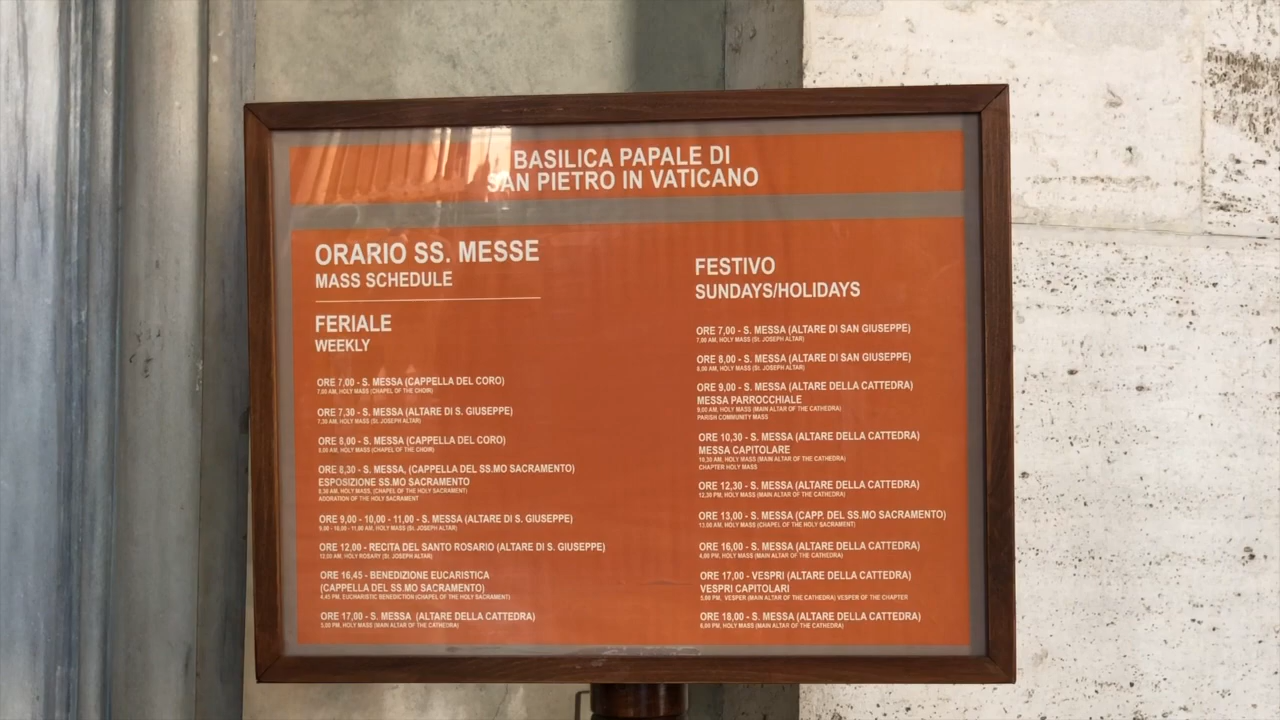 BASILICA PAPALE DI
SAN PIETRO IN VATICANO
ORARIO SS. MESSE
MASS SCHEDULE
FERIALE
WEEKLY
ORE 7,00 - S. MESSA (CAPPELLA DEL CORO)
7.00 AM, HOLY MASS (CHAPEL OF THE CHOIR)
ORE 7,30 - S. MESSA (ALTARE DI S. GIUSEPPE)
7.30 AM, HOLY MASS (St. JOSEPH ALTAR)
ORE 8,00 - S. MESSA (CAPPELLA DEL CORO)
8.00 AM, HOLY MASS (CHAPEL OF THE CHOIR)
ORE 8,30 - S. MESSA, (CAPPELLA DEL SS.MO SACRAMENTO)
ESPOSIZIONE SS.MO SACRAMENTO
8,30 AM, HOLY MASS, (CHAPEL OF THE HOLY SACRAMENT)
ADORATION OF THE HOLY SACRAMENT
ORE 9,00 - 10,00 - 11,00 - S. MESSA (ALTARE DI S. GIUSEPPE)
9,00 - 10,00 - 11,00 AM, HOLY MASS (St. JOSEPH ALTAR)
ORE 12,00 - RECITA DEL SANTO ROSARIO (ALTARE DI S. GIUSEPPE)
12:00 AM, HOLY ROSARY (St. JOSEPH ALTAR)
ORE 16,45 - BENEDIZIONE EUCARISTICA
(CAPPELLA DEL SS.MO SACRAMENTO)
4,45 PM, EUCHARISTIC BENEDICTION (CHAPEL OF THE HOLY SACRAMENT)
ORE 17,00 - S. MESSA (ALTARE DELLA CATTEDRA)
5,00 PM, HOLY MASS (MAIN ALTAR OF THE CATHEDRA)
FESTIVO
SUNDAYS/HOLIDAYS
ORE 7,00 - S. MESSA (ALTARE DI SAN GIUSEPPE)
7,00 AM, HOLY MASS (St. JOSEPH ALTAR)
ORE 8,00 - S. MESSA (ALTARE DI SAN GIUSEPPE)
8.00 AM, HOLY MASS (St. JOSEPH ALTAR)
ORE 9,00 - S. MESSA (ALTARE DELLA CATTEDRA)
MESSA PARROCCHIALE
9,00 AM, HOLY MASS (MAIN ALTAR OF THE CATHEDRA)
PARISH COMMUNITY MASS
ORE 10,30 - S. MESSA (ALTARE DELLA CATTEDRA)
MESSA CAPITOLARE
10,30 AM, HOLY MASS (MAIN ALTAR OF THE CATHEDRA)
CHAPTER HOLY MASS
ORE 12,30 - S. MESSA (ALTARE DELLA CATTEDRA)
12,30 PM, HOLY MASS (MAIN ALTAR OF THE CATHEDRA)
ORE 13,00 - S. MESSA (CAPP. DEL SS.MO SACRAMENTO)
13.00 AM, HOLY MASS (CHAPEL OF THE HOLY SACRAMENT)
ORE 16,00 - S. MESSA (ALTARE DELLA CATTEDRA)
4,00 PM, HOLY MASS (MAIN ALTAR OF THE CATHEDRA)
ORE 17,00 - VESPRI (ALTARE DELLA CATTEDRA)
VESPRI CAPITOLARI
5,00 PM, VESPER (MAIN ALTAR OF THE CATHEDRA) VESPER OF THE CHAPTER
ORE 18,00 - S. MESSA (ALTARE DELLA CATTEDRA)
6,00 PM, HOLY MASS (MAIN ALTAR OF THE CATHEDRA)